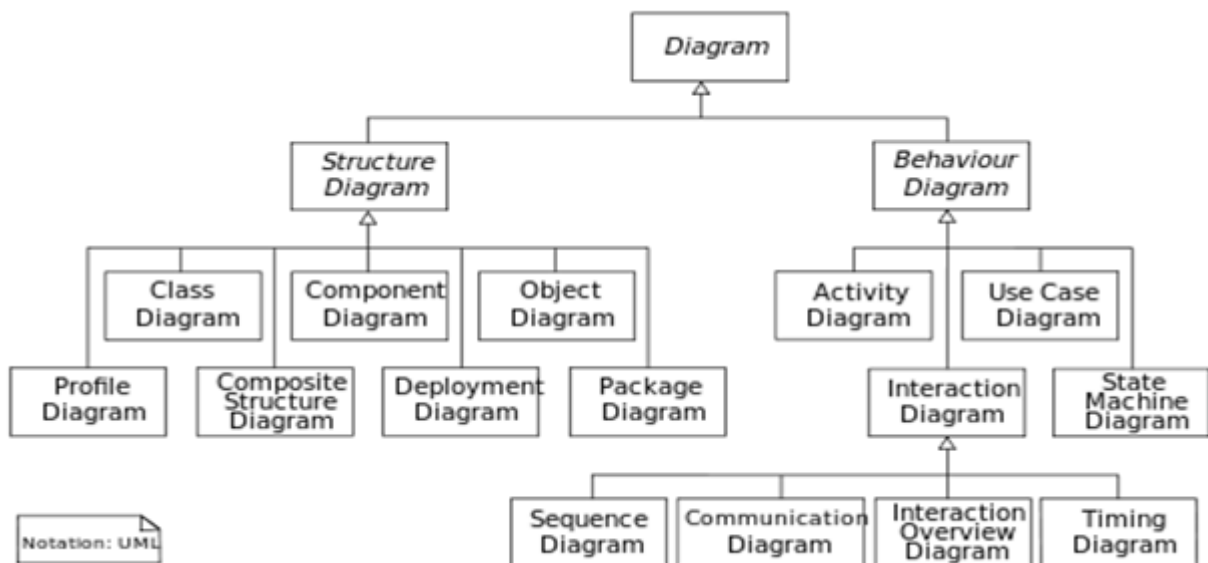 Diagram
Structure
Diagram
Behaviour
Diagram
Class
Diagram
Component
Diagram
Object
Diagram
Activity
Diagram
Use Case
Diagram
Profile
Diagram
Composite
Structure
Diagram
Deployment
Diagram
Package
Diagram
Interaction
Diagram
State
Machine
Diagram
Sequence
Diagram
Communication
Diagram
Interaction
Overview
Diagram
Timing
Diagram
Notation: UML